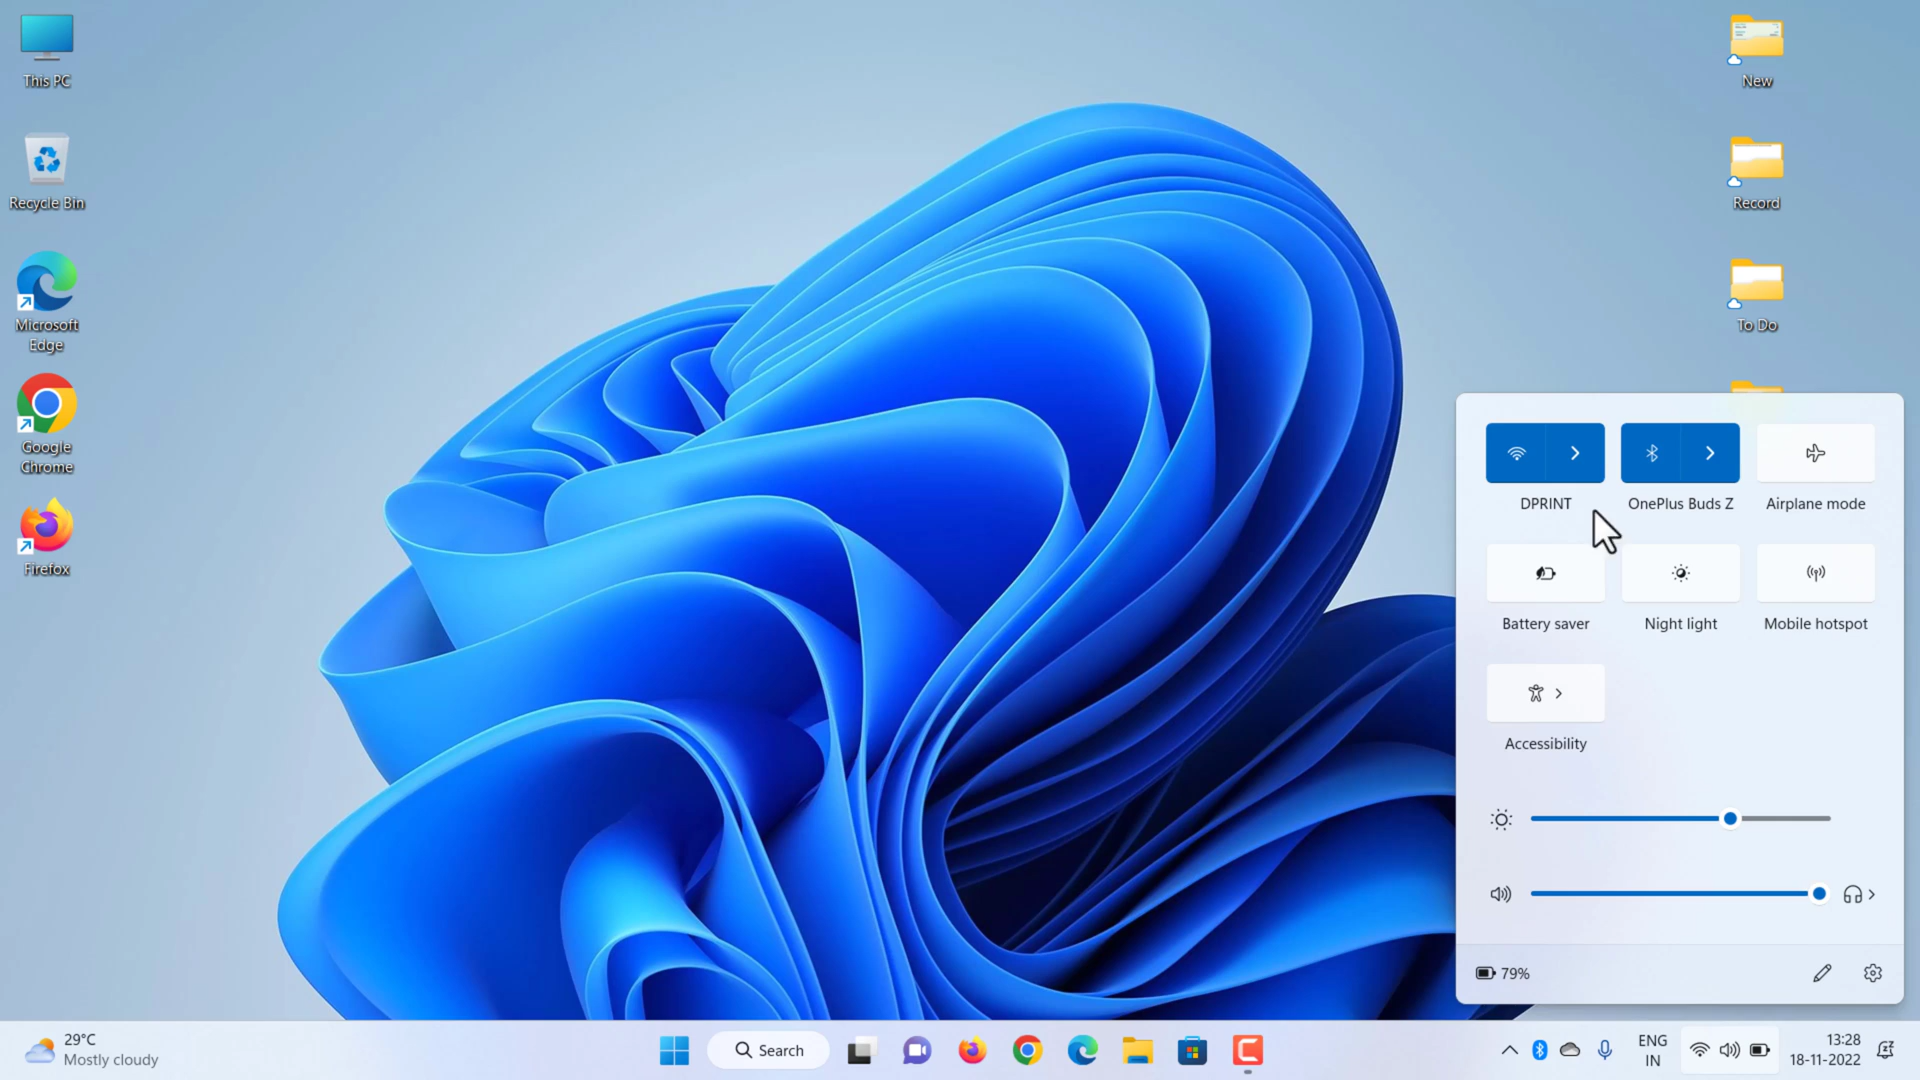 This PC
Recycle Bin
Microsoft
Edge
Google
Chrome
Firefox
New
Record
To Do
DPRINT
OnePlus Buds Z
Airplane mode
Battery saver
Night light
Mobile hotspot
Accessibility
79%
29°C
Mostly cloudy
Search
ENG
IN
13:28
18-11-2022